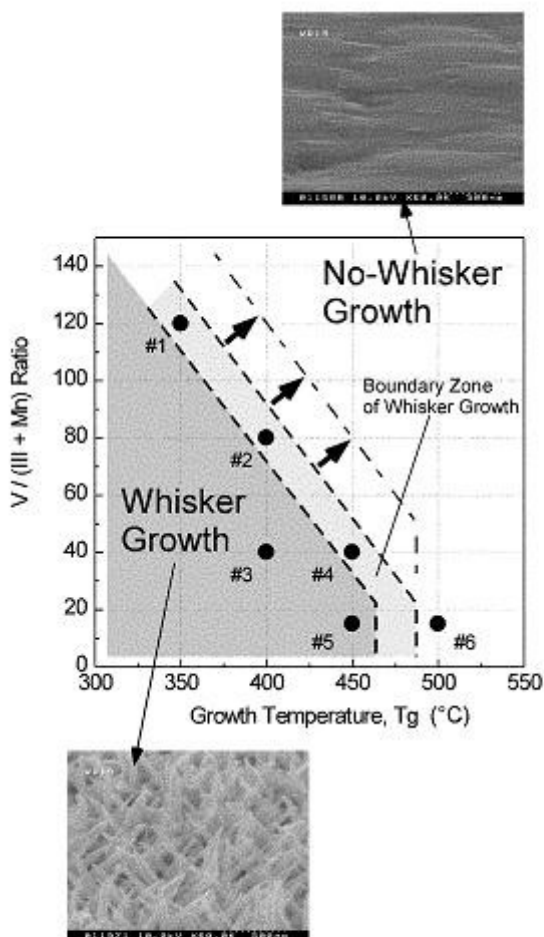 No-Whisker
Growth
140
120
100
80
60
40
20
0
V / (III + Mn) Ratio
#1
#2
#3
#4
#5
#6
Boundary Zone
of Whisker Growth
Whisker
Growth
300
350
400
450
500
550
Growth Temperature, Tg (°C)